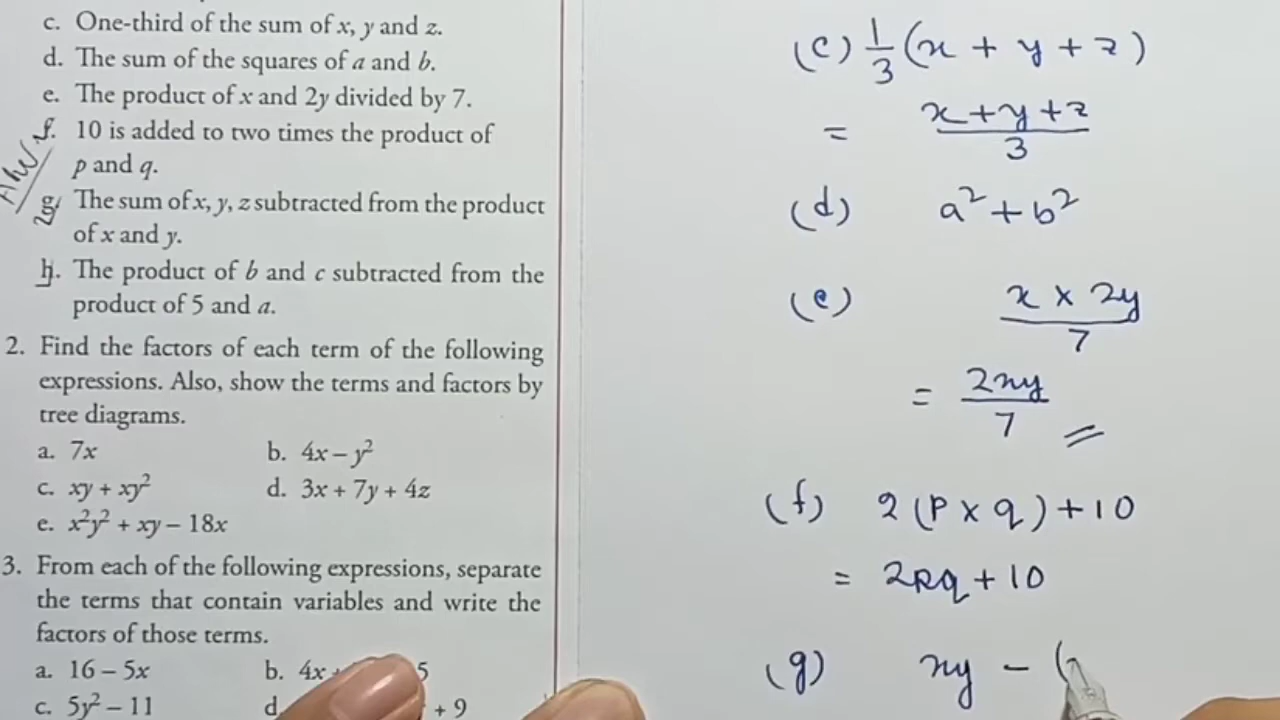 c. One-third of the sum of x, y and z.
d. The sum of the squares of a and b.
e. The product of x and 2y divided by 7.
f. 10 is added to two times the product of
p and q.
g. The sum of x, y, z subtracted from the product
of x and y.
h. The product of b and c subtracted from the
product of 5 and a.
2. Find the factors of each term of the following
expressions. Also, show the terms and factors by
tree diagrams.
a. 7x b. 4x – y²
c. xy + xy² d. 3x + 7y + 4z
e. x²y² + xy – 18x
3. From each of the following expressions, separate
the terms that contain variables and write the
factors of those terms.
a. 16 – 5x b. 4x 5
c. 5y² – 11 d + 9
(c) 1/3 (x + y + z)
= x+y+z/3
(d) a² + b²
(e) x × 2y/7
= 2xy/7
(f) 2(p × q) + 10
= 2pq + 10
(g) xy – (